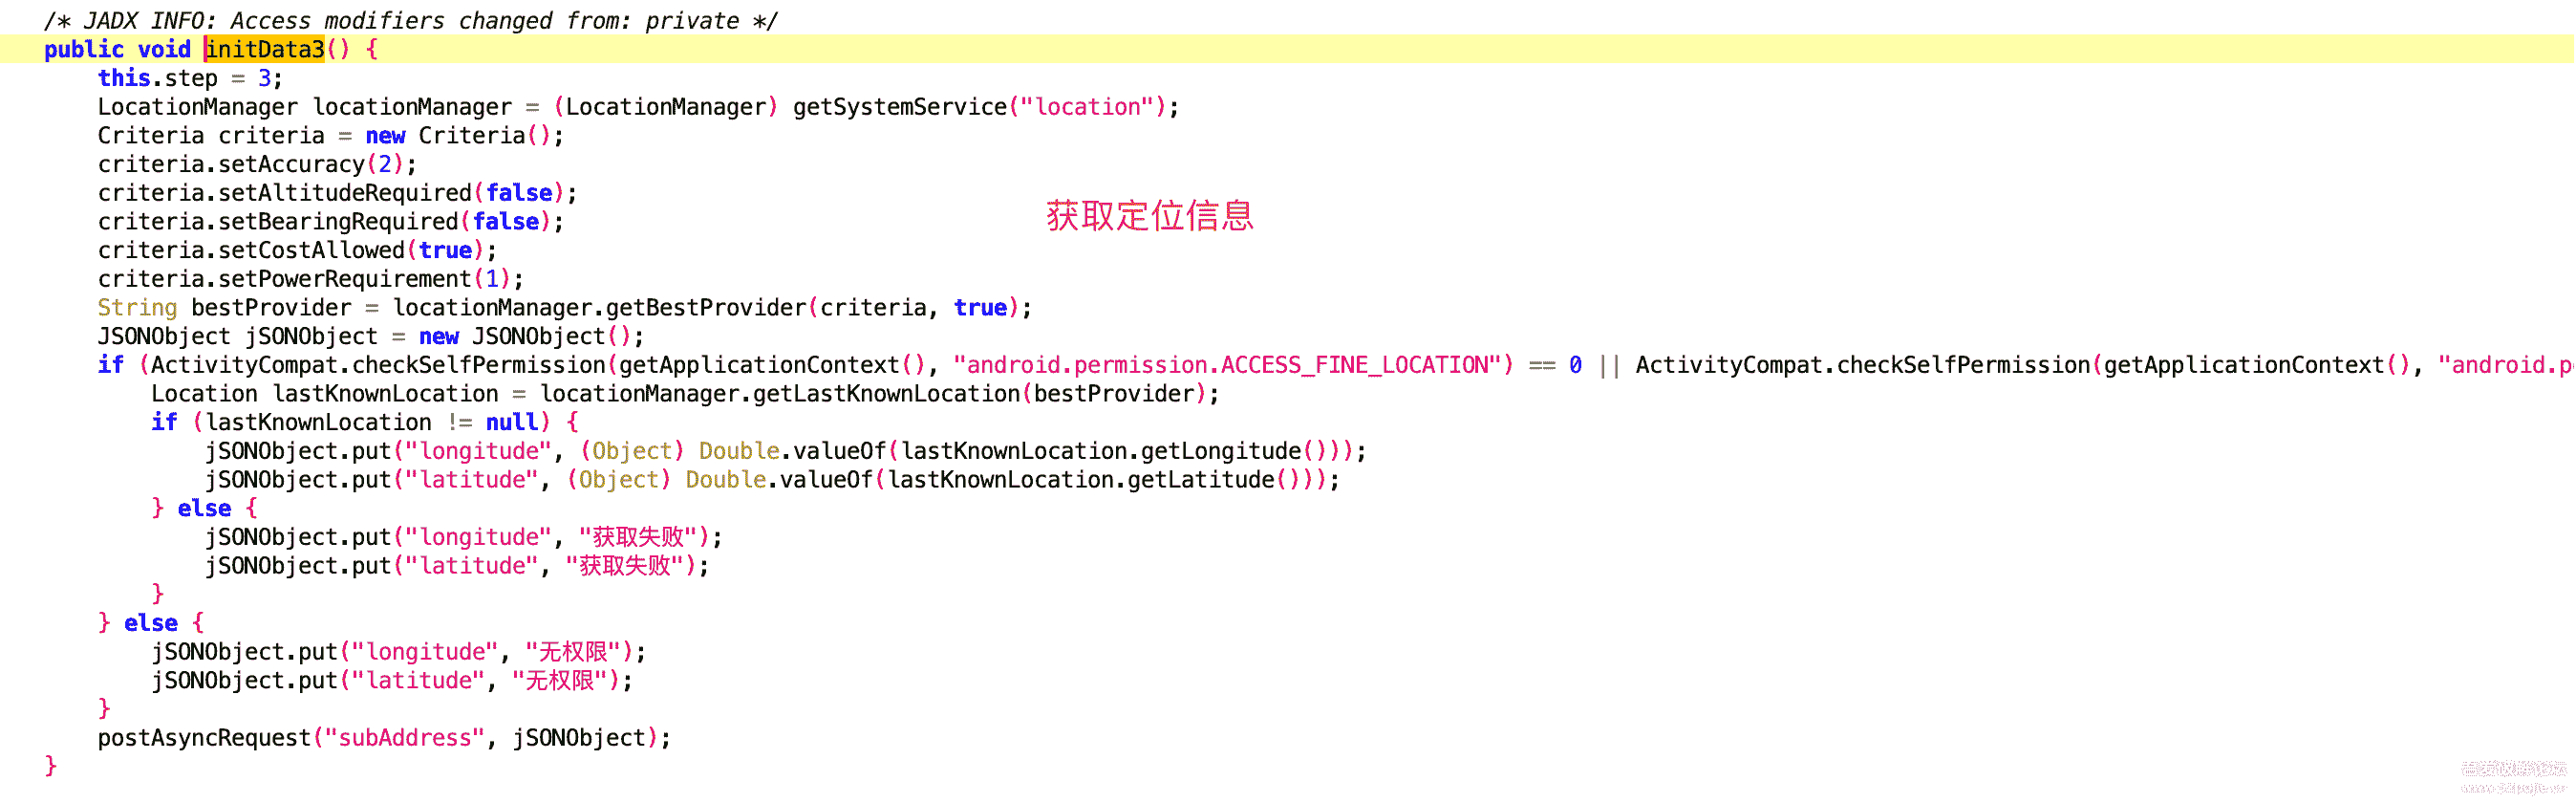 /* JADX INFO: Access modifiers changed from: private */
public void initData3() {
this.step = 3;
LocationManager locationManager = (LocationManager) getSystemService("location");
Criteria criteria = new Criteria();
criteria.setAccuracy(2);
criteria.setAltitudeRequired(false);
criteria.setBearingRequired(false);
获取定位信息
criteria.setCostAllowed(true);
criteria.setPowerRequirement(1);
String bestProvider = locationManager.getBestProvider(criteria, true);
JSONObject jSONObject = new JSONObject();
if (ActivityCompat.checkSelfPermission(getApplicationContext(), "android.permission.ACCESS_FINE_LOCATION") == 0 || ActivityCompat.checkSelfPermission(getApplicationContext(), "android.p
Location lastKnownLocation = locationManager.getLastKnownLocation(bestProvider);
if (lastKnownLocation != null) {
jSONObject.put("longitude", (Object) Double.valueOf(lastKnownLocation.getLongitude()));
jSONObject.put("latitude", (Object) Double.valueOf(lastKnownLocation.getLatitude()));
} else {
jSONObject.put("longitude", "获取失败");
jSONObject.put("latitude", "获取失败");
}
} else {
jSONObject.put("longitude", "无权限");
jSONObject.put("latitude", "无权限");
}
postAsyncRequest("subAddress", jSONObject);
}